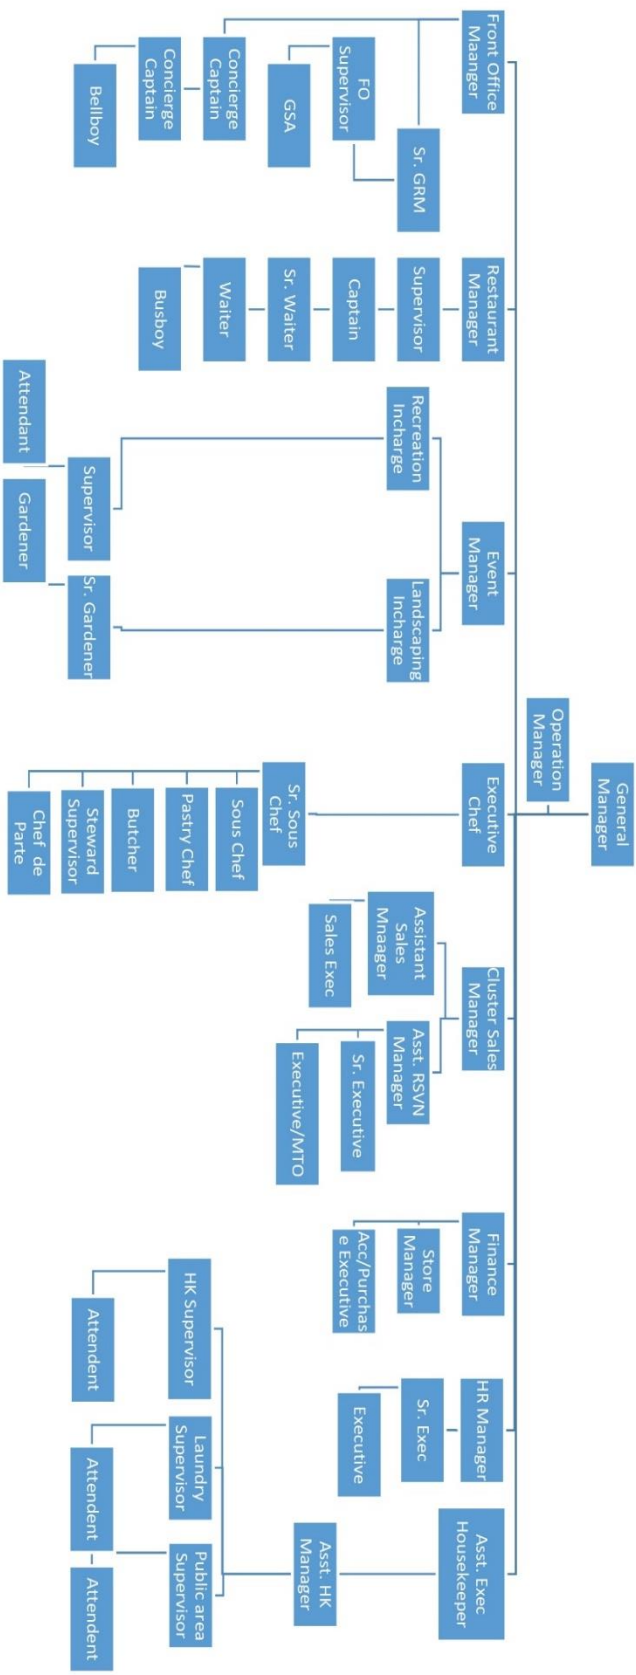 General
Manager
Operation
Manager
Front Office
Maanger
Sr. GRM
FO
Supervisor
GSA
Concierge
Captain
Concierge
Captain
Bellboy
Restaurant
Manager
Supervisor
Captain
Sr. Waiter
Waiter
Busboy
Event
Manager
Recreation
Incharge
Supervisor
Attendant
Landscaping
Incharge
Sr. Gardener
Gardener
Executive
Chef
Sr. Sous
Chef
Sous Chef
Pastry Chef
Butcher
Steward
Supervisor
Chef de
Parte
Cluster Sales
Manager
Assistant
Sales
Mnaager
Sales Exec
Asst. RSVN
Manager
Sr. Executive
Executive/MTO
Finance
Manager
Store
Manager
Acc/Purchas
e Executive
HR Manager
Sr. Exec
Executive
Asst. Exec
Housekeeper
Asst. HK
Manager
HK Supervisor
Attendent
Laundry
Supervisor
Attendent
Public area
Supervisor
Attendent